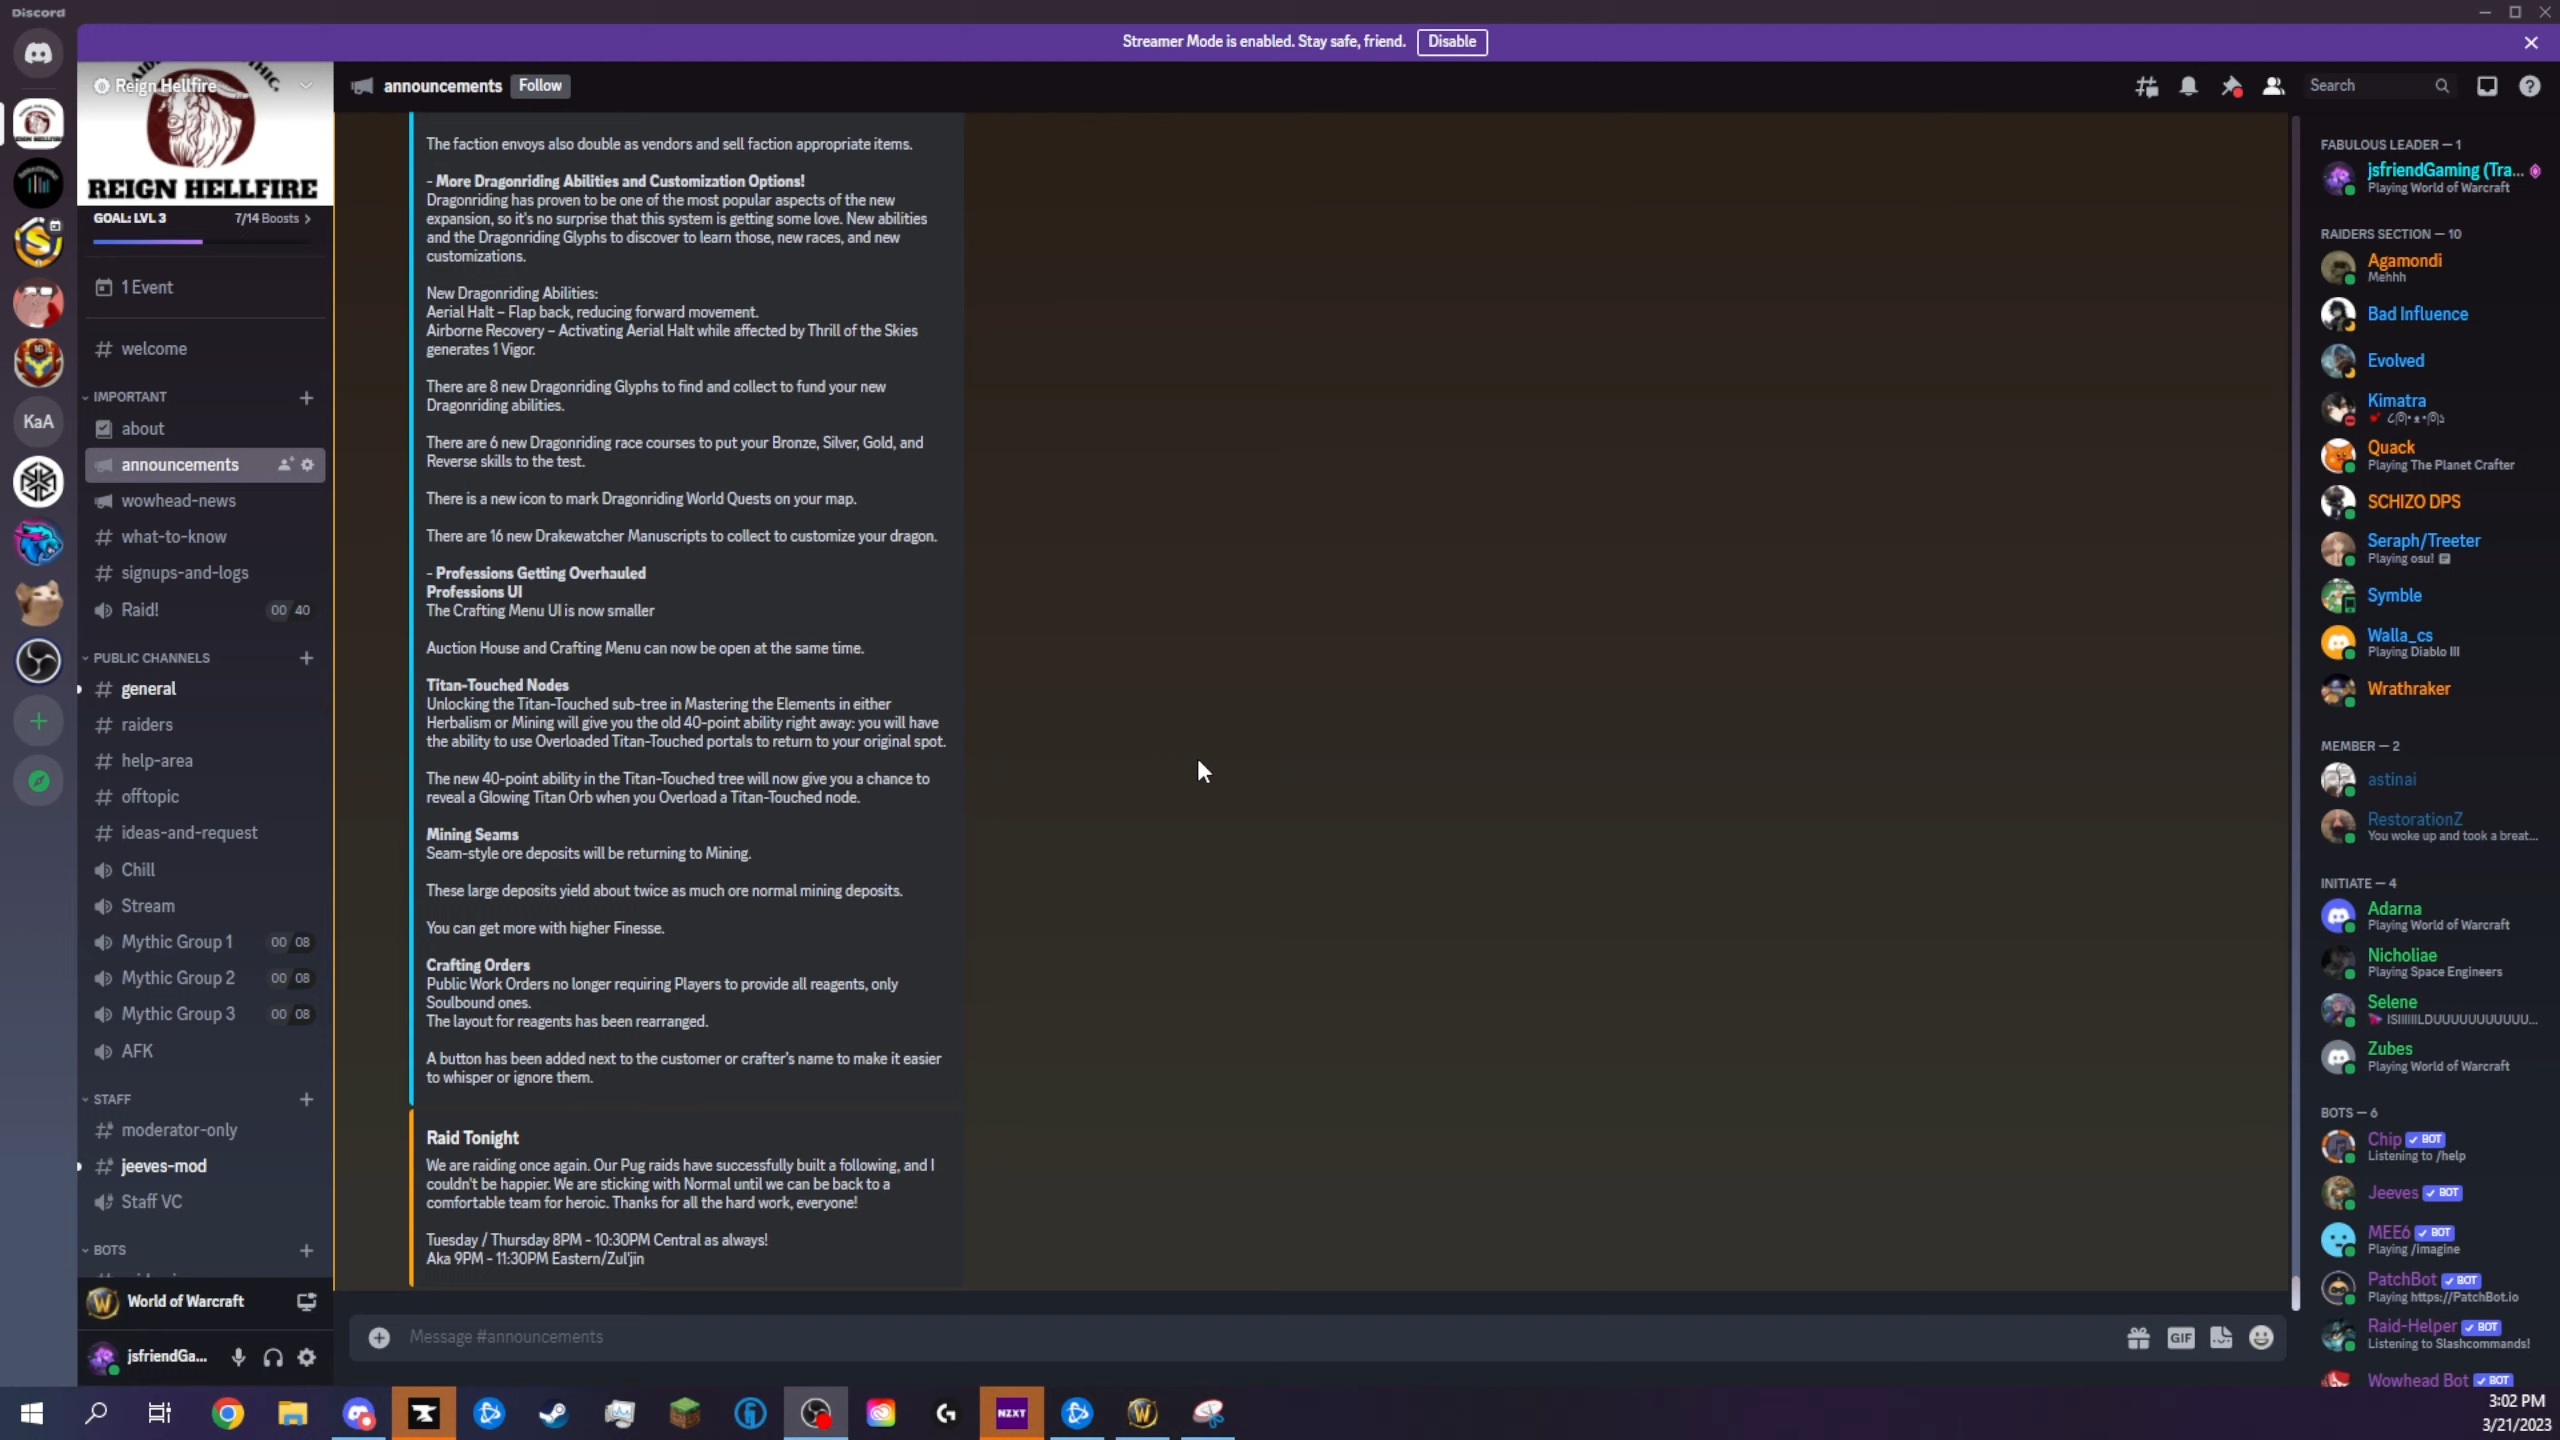 Discord
Streamer Mode is enabled. Stay safe, friend.
Disable
Reign Hellfire
REIGN HELLFIRE
GOAL: LVL 3
7/14 Boosts
1 Event
welcome
IMPORTANT
about
announcements
wowhead-news
what-to-know
signups-and-logs
Raid!
00 40
PUBLIC CHANNELS
general
raiders
help-area
offtopic
ideas-and-request
Chill
Stream
Mythic Group 1
00 08
Mythic Group 2
00 08
Mythic Group 3
00 08
AFK
STAFF
moderator-only
jeeves-mod
Staff VC
BOTS
World of Warcraft
jsfriendGa...
KaA
announcements
Follow
Search
The faction envoys also double as vendors and sell faction appropriate items.
- More Dragonriding Abilities and Customization Options!
Dragonriding has proven to be one of the most popular aspects of the new
expansion, so it's no surprise that this system is getting some love. New abilities
and the Dragonriding Glyphs to discover to learn those, new races, and new
customizations.
New Dragonriding Abilities:
Aerial Halt – Flap back, reducing forward movement.
Airborne Recovery – Activating Aerial Halt while affected by Thrill of the Skies
generates 1 Vigor.
There are 8 new Dragonriding Glyphs to find and collect to fund your new
Dragonriding abilities.
There are 6 new Dragonriding race courses to put your Bronze, Silver, Gold, and
Reverse skills to the test.
There is a new icon to mark Dragonriding World Quests on your map.
There are 16 new Drakewatcher Manuscripts to collect to customize your dragon.
- Professions Getting Overhauled
Professions UI
The Crafting Menu UI is now smaller
Auction House and Crafting Menu can now be open at the same time.
Titan-Touched Nodes
Unlocking the Titan-Touched sub-tree in Mastering the Elements in either
Herbalism or Mining will give you the old 40-point ability right away: you will have
the ability to use Overloaded Titan-Touched portals to return to your original spot.
The new 40-point ability in the Titan-Touched tree will now give you a chance to
reveal a Glowing Titan Orb when you Overload a Titan-Touched node.
Mining Seams
Seam-style ore deposits will be returning to Mining.
These large deposits yield about twice as much ore normal mining deposits.
You can get more with higher Finesse.
Crafting Orders
Public Work Orders no longer requiring Players to provide all reagents, only
Soulbound ones.
The layout for reagents has been rearranged.
A button has been added next to the customer or crafter's name to make it easier
to whisper or ignore them.
Raid Tonight
We are raiding once again. Our Pug raids have successfully built a following, and I
couldn't be happier. We are sticking with Normal until we can be back to a
comfortable team for heroic. Thanks for all the hard work, everyone!
Tuesday / Thursday 8PM - 10:30PM Central as always!
Aka 9PM - 11:30PM Eastern/Zul'jin
Message #announcements
GIF
FABULOUS LEADER — 1
jsfriendGaming (Tra...
Playing World of Warcraft
RAIDERS SECTION — 10
Agamondi
Mehhh
Bad Influence
Evolved
Kimatra
Quack
Playing The Planet Crafter
SCHIZO DPS
Seraph/Treeter
Playing osu!
Symble
Walla_cs
Playing Diablo III
Wrathraker
MEMBER — 2
astinai
RestorationZ
You woke up and took a breat...
INITIATE — 4
Adarna
Playing World of Warcraft
Nicholiae
Playing Space Engineers
Selene
Zubes
Playing World of Warcraft
BOTS — 6
Chip BOT
Listening to /help
Jeeves BOT
MEE6 BOT
Playing /imagine
PatchBot BOT
Playing https://PatchBot.io
Raid-Helper BOT
Listening to Slashcommands!
Wowhead Bot BOT
NZXT
3:02 PM
3/21/2023